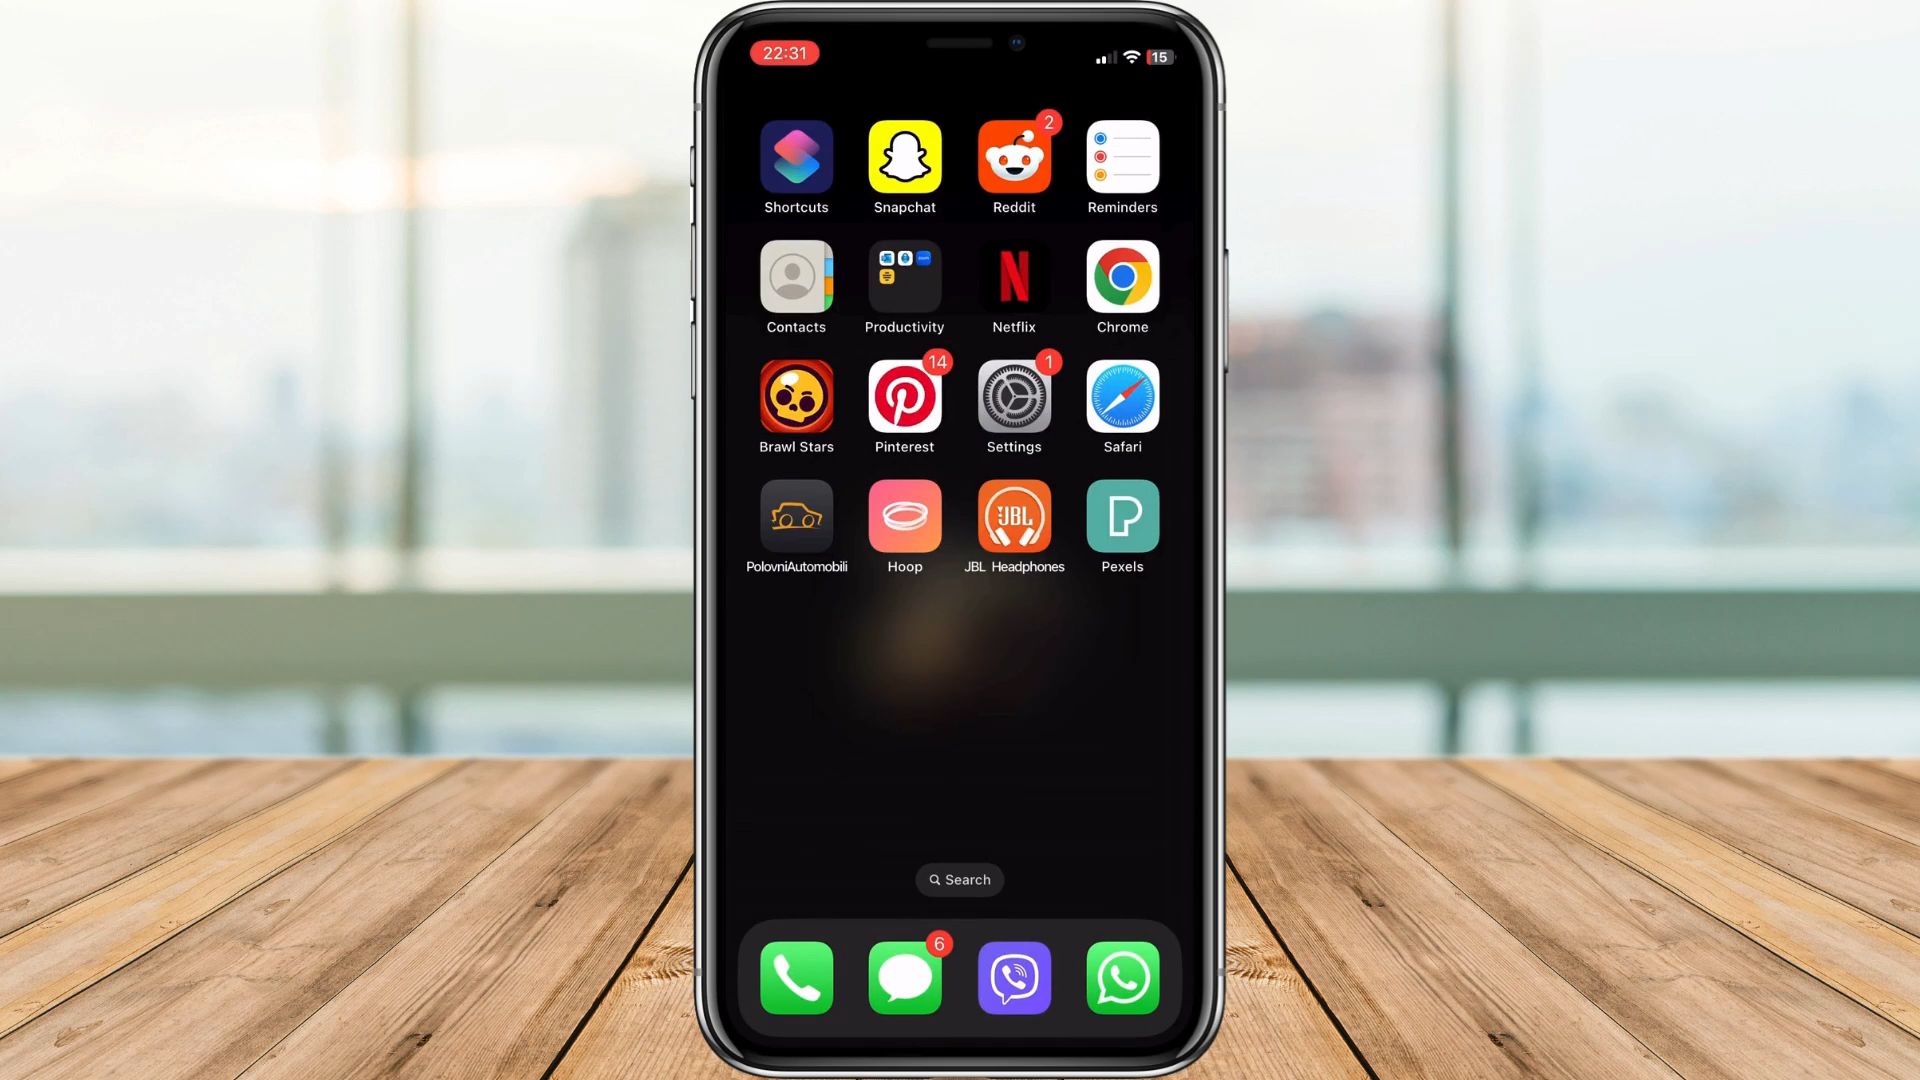 22:31
15
2
Shortcuts Snapchat Reddit Reminders
Contacts Productivity Netflix Chrome
14 1
Brawl Stars Pinterest Settings Safari
JBL
PolovniAutomobili Hoop JBL Headphones Pexels
Search
6